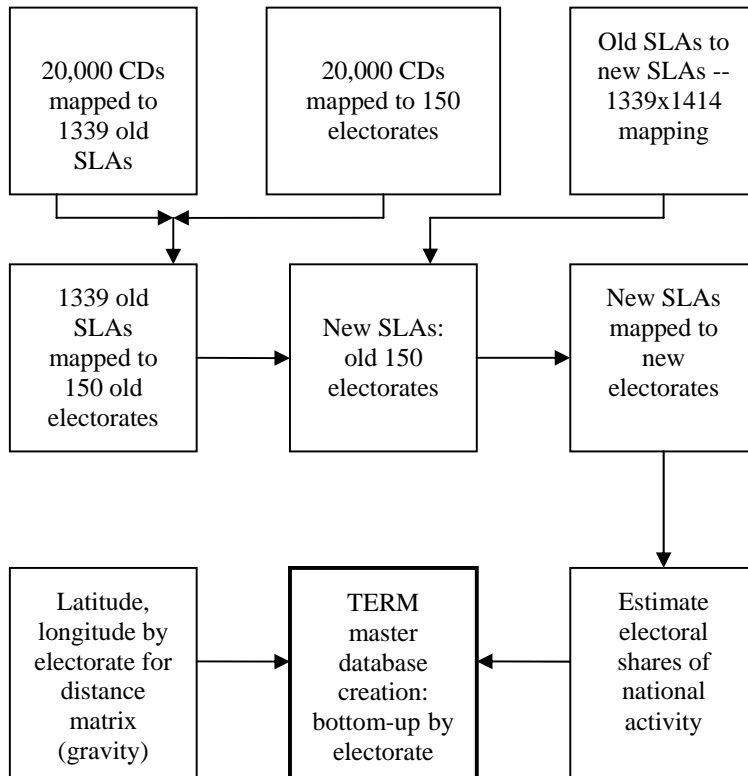 20,000 CDs
mapped to
1339 old
SLAs
20,000 CDs
mapped to 150
electorates
Old SLAs to
new SLAs --
1339x1414
mapping
1339 old
SLAs
mapped to
150 old
electorates
New SLAs:
old 150
electorates
New SLAs
mapped to
new
electorates
Latitude,
longitude by
electorate for
distance
matrix
(gravity)
TERM
master
database
creation:
bottom-up by
electorate
Estimate
electoral
shares of
national
activity